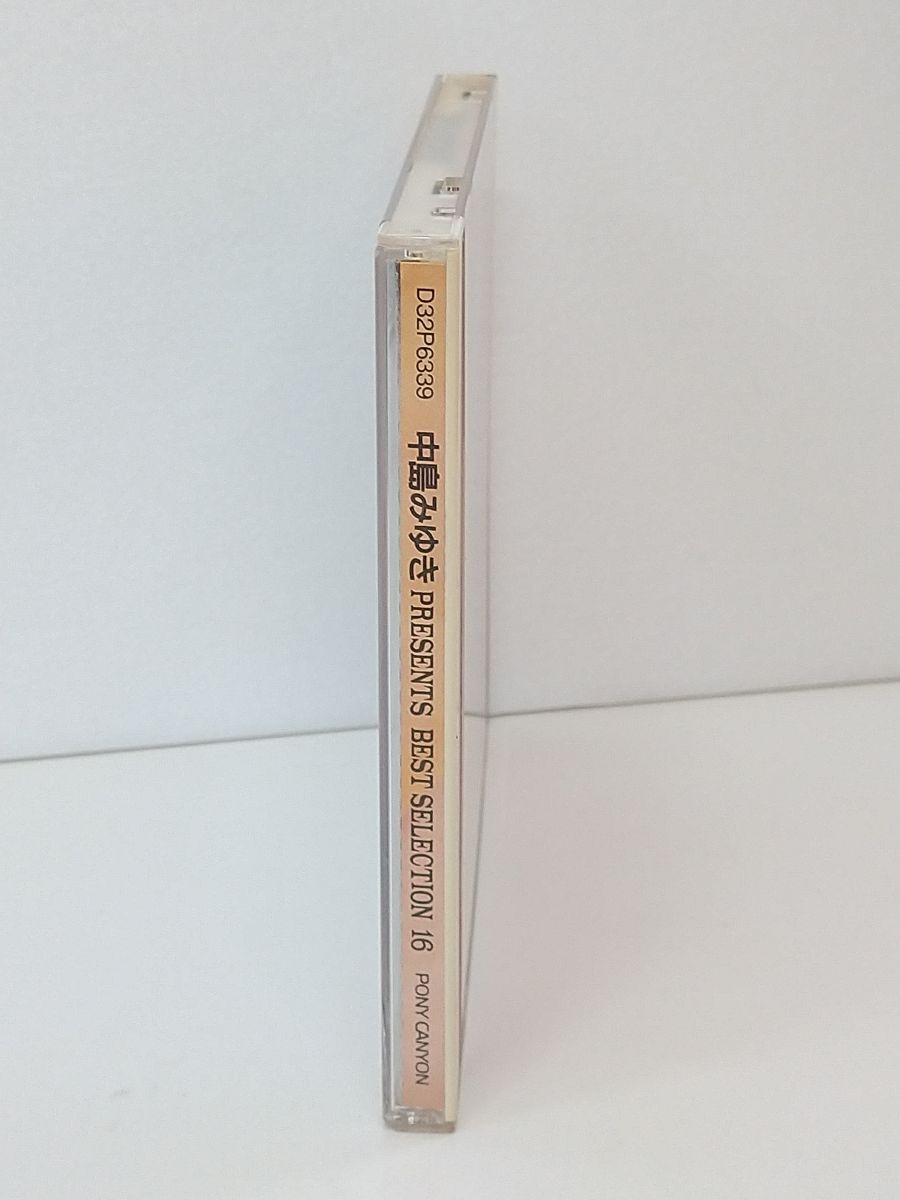 D32P6339 中島みゆき PRESENTS BEST SELECTION 16 PONY CANYON